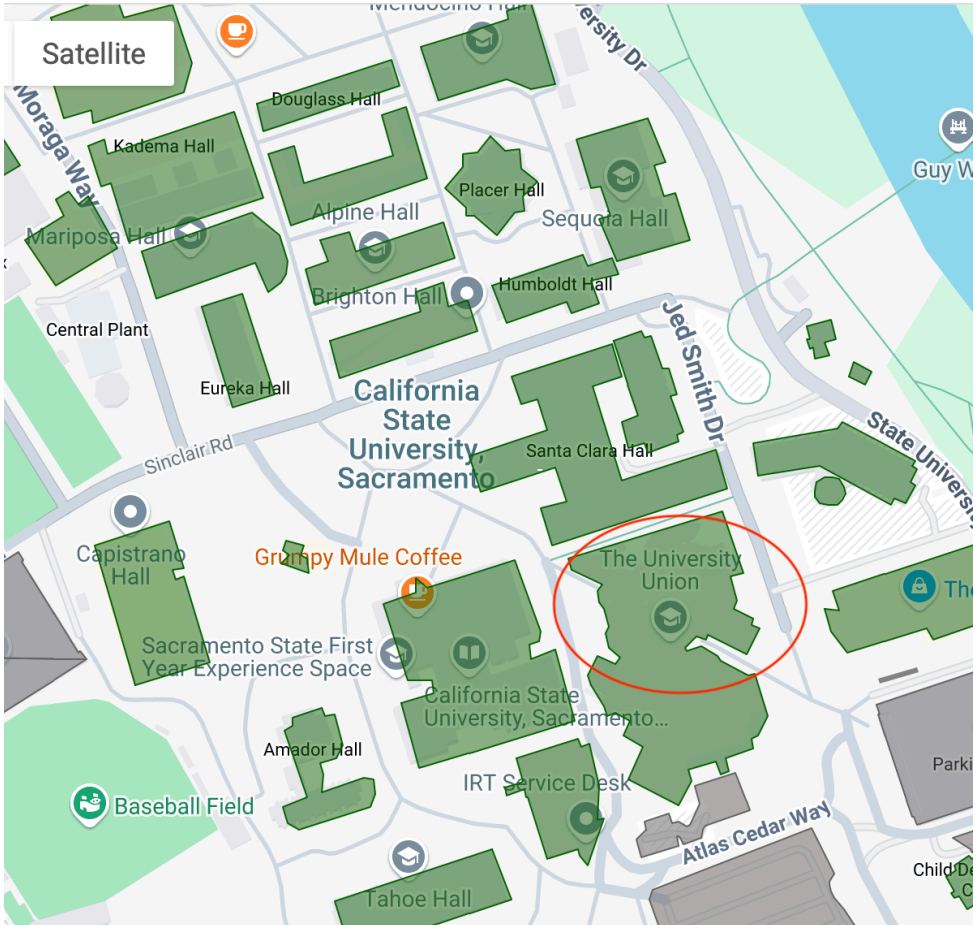 Mendocino Hall
Satellite
Douglass Hall
Moraga Way
Kadema Hall
Guy W
Placer Hall
Alpine Hall
Sequoia Hall
Mariposa Hall
Humboldt Hall
Brighton Hall
Central Plant
Jed Smith Dr
Eureka Hall
California
State
University,
Sacramento
State Universi
Sinclair Rd
Santa Clara Hall
Capistrano
Hall
Grumpy Mule Coffee
The University
Union
The
Sacramento State First
Year Experience Space
California State
University, Sacramento...
Amador Hall
IRT Service Desk
Parki
Baseball Field
Atlas Cedar Way
Child De
C
Tahoe Hall